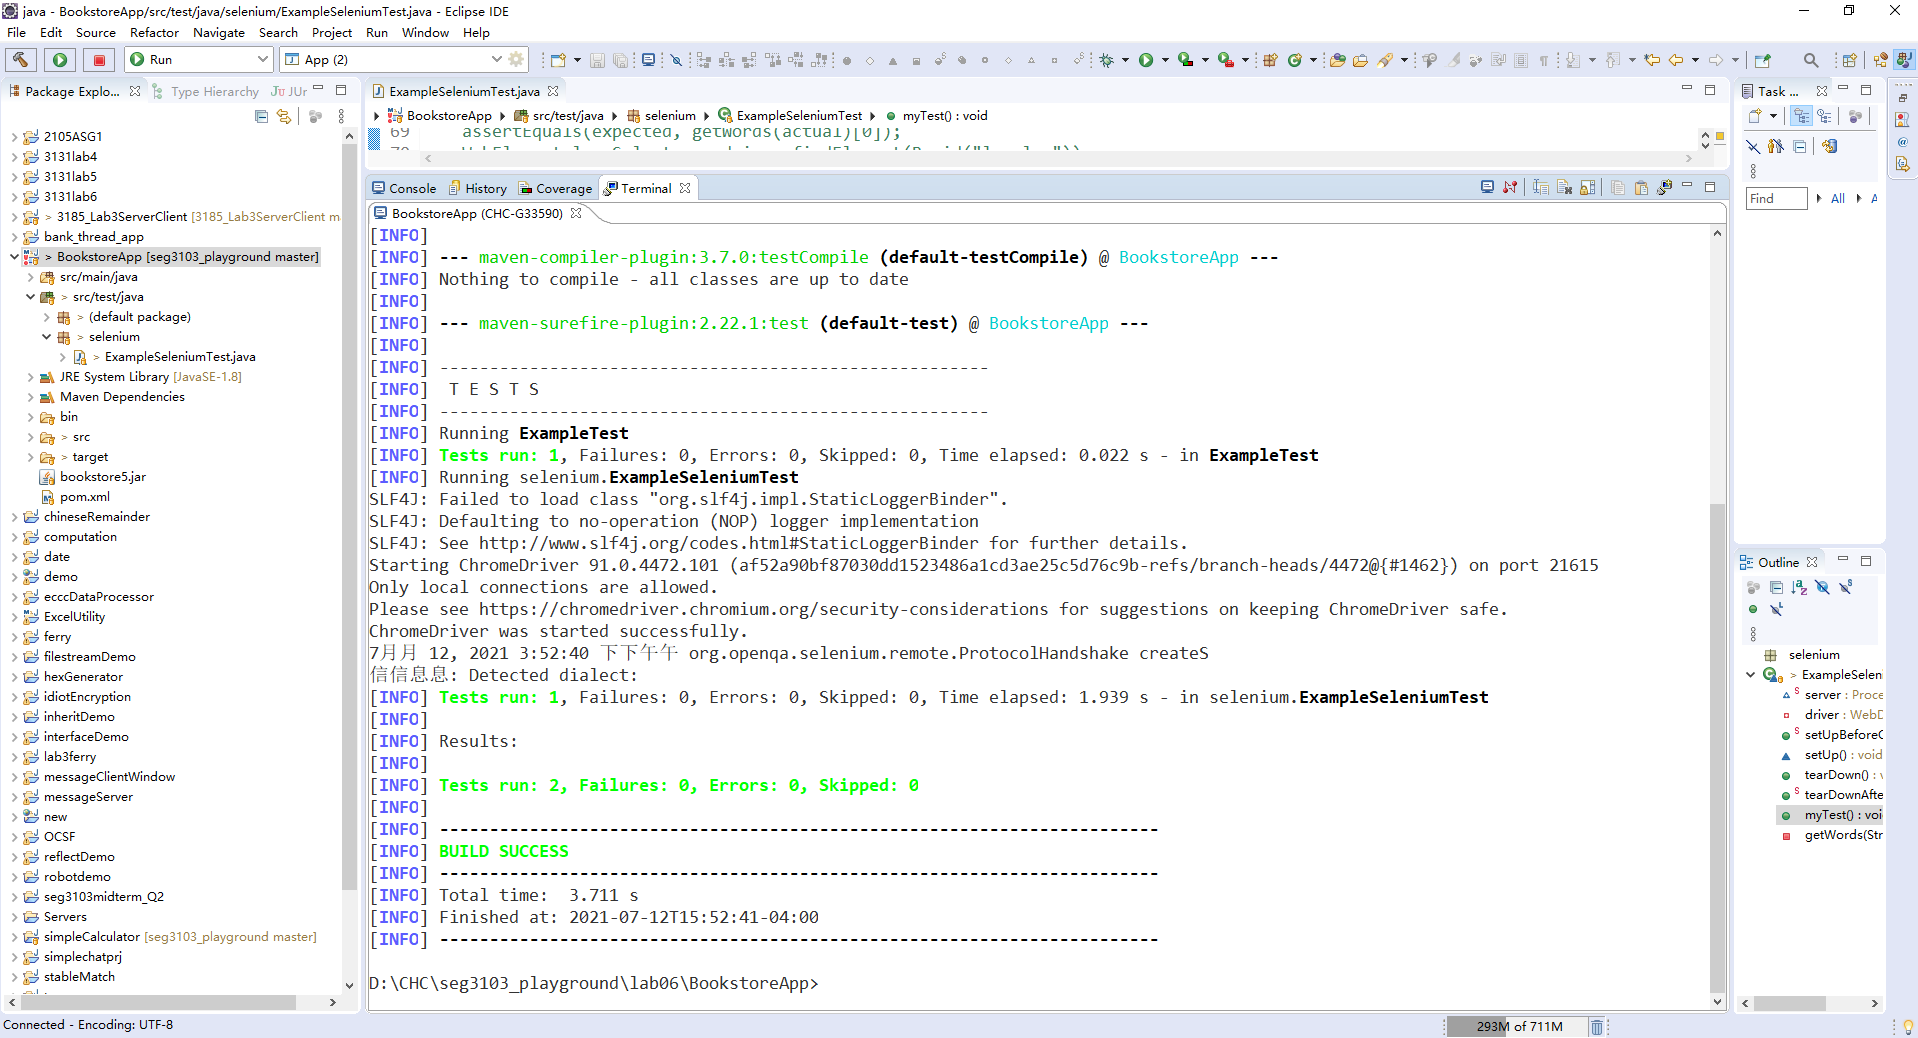 java - BookstoreApp/src/test/java/selenium/ExampleSeleniumTest.java - Eclipse IDE
File Edit Source Refactor Navigate Search Project Run Window Help
Run
App (2)
Package Explo...
Type Hierarchy
JUr
2105ASG1
3131lab4
3131lab5
3131lab6
> 3185_Lab3ServerClient [3185_Lab3ServerClient m
bank_thread_app
> BookstoreApp [seg3103_playground master]
src/main/java
> src/test/java
> (default package)
> selenium
> ExampleSeleniumTest.java
JRE System Library [JavaSE-1.8]
Maven Dependencies
bin
> src
> target
bookstore5.jar
pom.xml
chineseRemainder
computation
date
demo
ecccDataProcessor
ExcelUtility
ferry
filestreamDemo
hexGenerator
idiotEncryption
inheritDemo
interfaceDemo
lab3ferry
messageClientWindow
messageServer
new
OCSF
reflectDemo
robotdemo
seg3103midterm_Q2
Servers
simpleCalculator [seg3103_playground master]
simplechatprj
stableMatch
ExampleSeleniumTest.java
BookstoreApp src/test/java selenium ExampleSeleniumTest myTest() : void
69 assertEquals(expected, getWords(actual)[0]);
Console History Coverage Terminal
BookstoreApp (CHC-G33590)
[INFO]
[INFO] --- maven-compiler-plugin:3.7.0:testCompile (default-testCompile) @ BookstoreApp ---
[INFO] Nothing to compile - all classes are up to date
[INFO]
[INFO] --- maven-surefire-plugin:2.22.1:test (default-test) @ BookstoreApp ---
[INFO]
[INFO] -------------------------------------------------------
[INFO]  T E S T S
[INFO] -------------------------------------------------------
[INFO] Running ExampleTest
[INFO] Tests run: 1, Failures: 0, Errors: 0, Skipped: 0, Time elapsed: 0.022 s - in ExampleTest
[INFO] Running selenium.ExampleSeleniumTest
SLF4J: Failed to load class "org.slf4j.impl.StaticLoggerBinder".
SLF4J: Defaulting to no-operation (NOP) logger implementation
SLF4J: See http://www.slf4j.org/codes.html#StaticLoggerBinder for further details.
Starting ChromeDriver 91.0.4472.101 (af52a90bf87030dd1523486a1cd3ae25c5d76c9b-refs/branch-heads/4472@{#1462}) on port 21615
Only local connections are allowed.
Please see https://chromedriver.chromium.org/security-considerations for suggestions on keeping ChromeDriver safe.
ChromeDriver was started successfully.
7月月 12, 2021 3:52:40 下下午午 org.openqa.selenium.remote.ProtocolHandshake createS
信信息息: Detected dialect:
[INFO] Tests run: 1, Failures: 0, Errors: 0, Skipped: 0, Time elapsed: 1.939 s - in selenium.ExampleSeleniumTest
[INFO]
[INFO] Results:
[INFO]
[INFO] Tests run: 2, Failures: 0, Errors: 0, Skipped: 0
[INFO]
[INFO] ------------------------------------------------------------------------
[INFO] BUILD SUCCESS
[INFO] ------------------------------------------------------------------------
[INFO] Total time:  3.711 s
[INFO] Finished at: 2021-07-12T15:52:41-04:00
[INFO] ------------------------------------------------------------------------
D:\CHC\seg3103_playground\lab06\BookstoreApp>
Task ...
Find All A
Outline
selenium
> ExampleSeleni
server : Proce
driver : WebD
setUpBeforeC
setUp() : void
tearDown() : v
tearDownAfte
myTest() : voi
getWords(Str
Connected - Encoding: UTF-8
293M of 711M